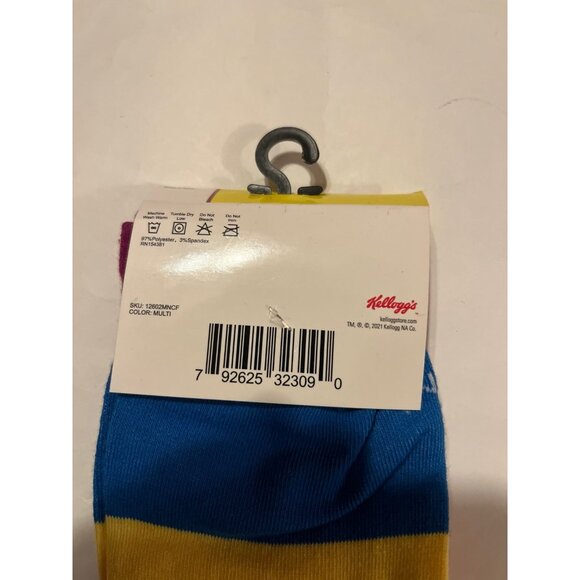 Machine Wash Warm
Tumble Dry Low
Do Not Bleach
Do Not Iron
97%Polyester, 3%Spandex
RN154381
SKU: 12602MNCF
COLOR: MULTI
Kellogg's
kelloggstore.com
TM, ®, ©, 2021 Kellogg NA Co.
7 92625 32309 0